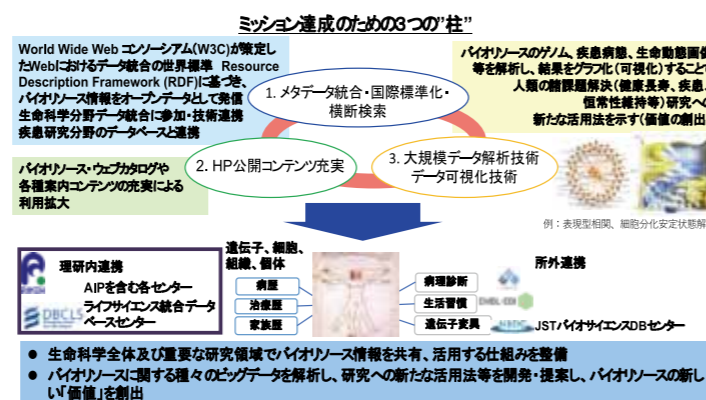 ミッション達成のための3つの”柱”
World Wide Web コンソーシアム(W3C)が策定し
たWebにおけるデータ統合の世界標準 Resource
Description Framework (RDF)に基づき、
バイオリソース情報をオープンデータとして発信
生命科学分野データ統合に参加・技術連携
疾患研究分野のデータベースと連携
バイオリソースのゲノム、疾患病態、生命動態画像
等を解析し、結果をグラフ化(可視化)することで
人類の諸課題解決(健康長寿、疾患、
恒常性維持等)研究への
新たな活用法を示す(価値の創出
1. メタデータ統合・国際標準化・
横断検索
2. HP公開コンテンツ充実
3. 大規模データ解析技術
データ可視化技術
バイオリソース・ウェブカタログや
各種案内コンテンツの充実による
利用拡大
例：表現型相関、細胞分化安定状態解
理研内連携
AIPを含む各センター
DBCLS
ライフサイエンス統合データ
ベースセンター
遺伝子、細胞、
組織、個体
病歴
治療歴
家族歴
病理診断
生活習慣
遺伝子変異
所外連携
EMBL-EBI
NBDC
JSTバイオサイエンスDBセンター
● 生命科学全体及び重要な研究領域でバイオリソース情報を共有、活用する仕組みを整備
● バイオリソースに関する種々のビッグデータを解析し、研究への新たな活用法等を開発・提案し、バイオリソースの新し
い「価値」を創出